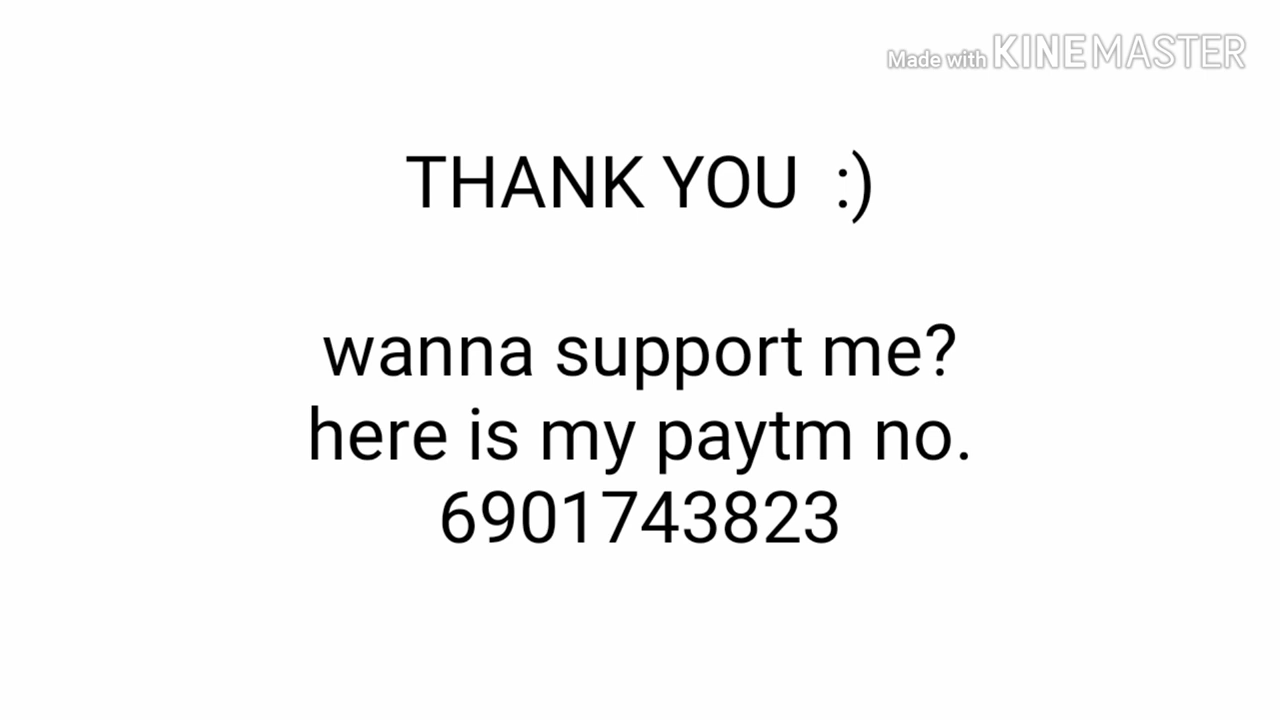 Made with KINEMASTER
THANK YOU :)
wanna support me?
here is my paytm no.
6901743823